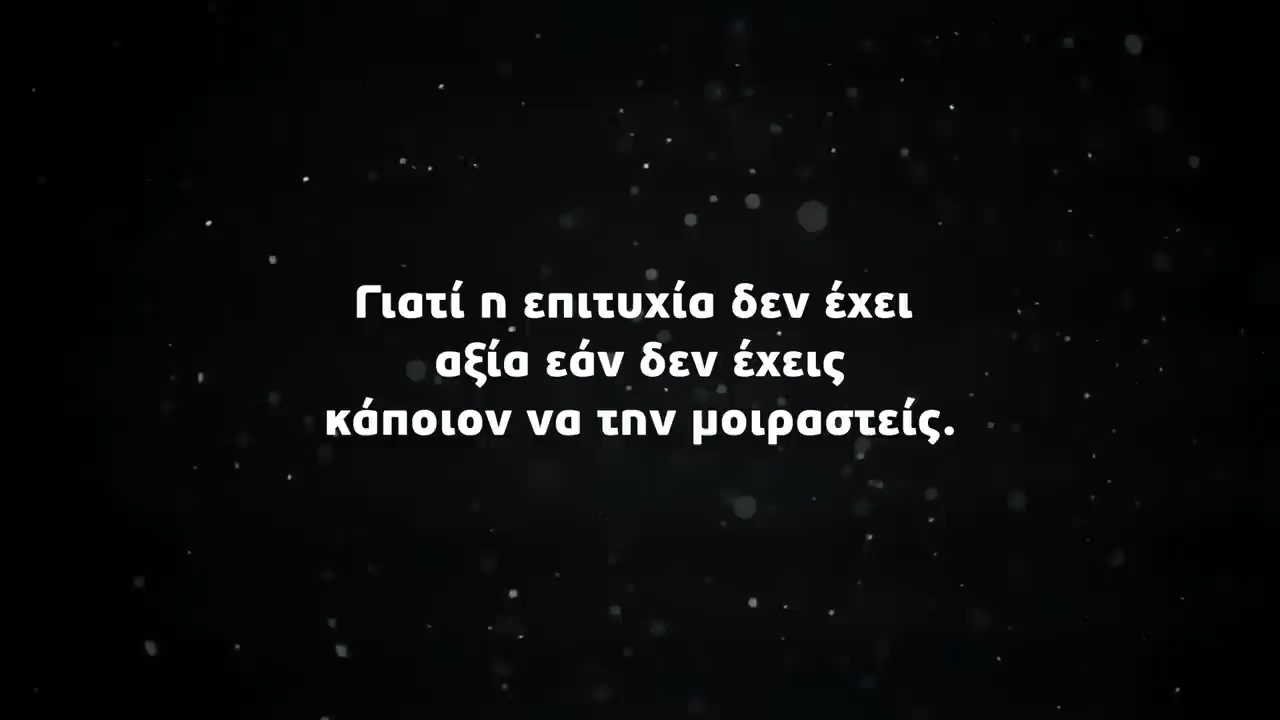 Γιατί η επιτυχία δεν έχει
αξία εάν δεν έχεις
κάποιον να την μοιραστείς.